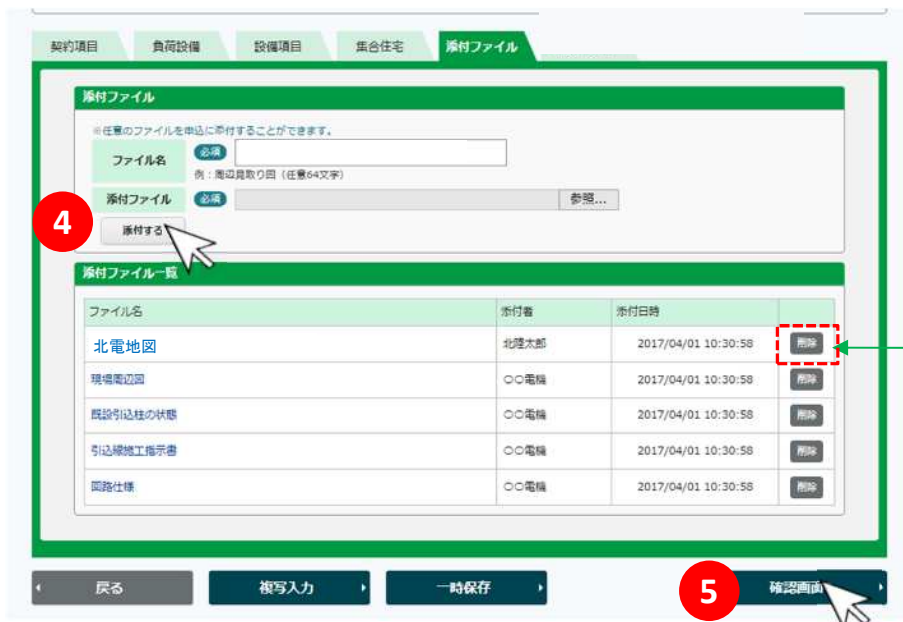 契約項目 負荷設備 設備項目 集合住宅 添付ファイル
添付ファイル
※任意のファイルを申込に添付することができます。
ファイル名 必須
例：周辺見取り図（任意64文字）
添付ファイル 必須 参照...
4
添付する
添付ファイル一覧
ファイル名 添付者 添付日時
北電地図 北陸太郎 2017/04/01 10:30:58 削除
現場周辺図 〇〇電機 2017/04/01 10:30:58 削除
既設引込柱の状態 〇〇電機 2017/04/01 10:30:58 削除
引込線施工指示書 〇〇電機 2017/04/01 10:30:58 削除
回路仕様 〇〇電機 2017/04/01 10:30:58 削除
戻る 複写入力 一時保存 5 確認画面